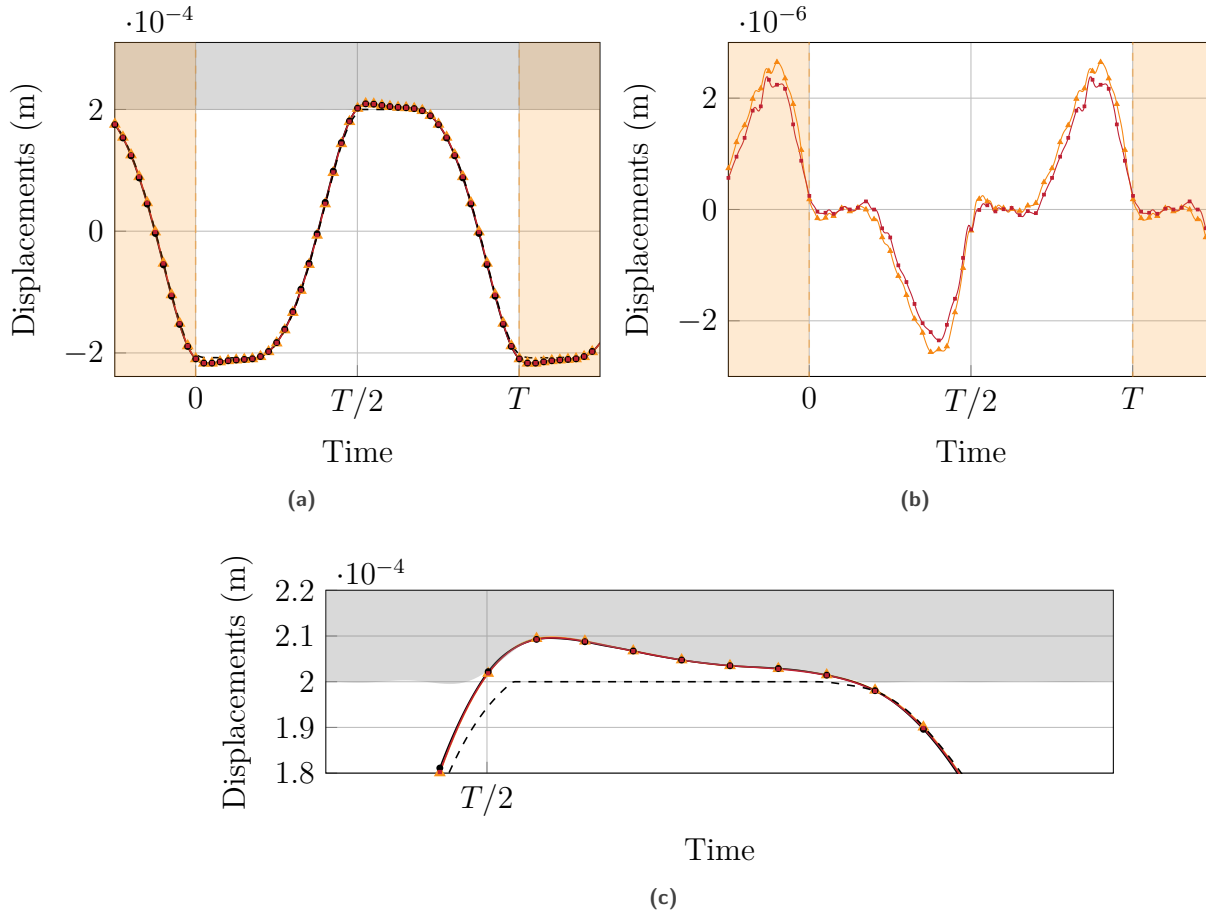 ·10−4
·10−6
2
0
−2
Displacements (m)
0
T/2
T
Time
(a)
2
0
−2
Displacements (m)
0
T/2
T
Time
(b)
·10−4
2.2
2.1
2
1.9
1.8
Displacements (m)
T/2
Time
(c)